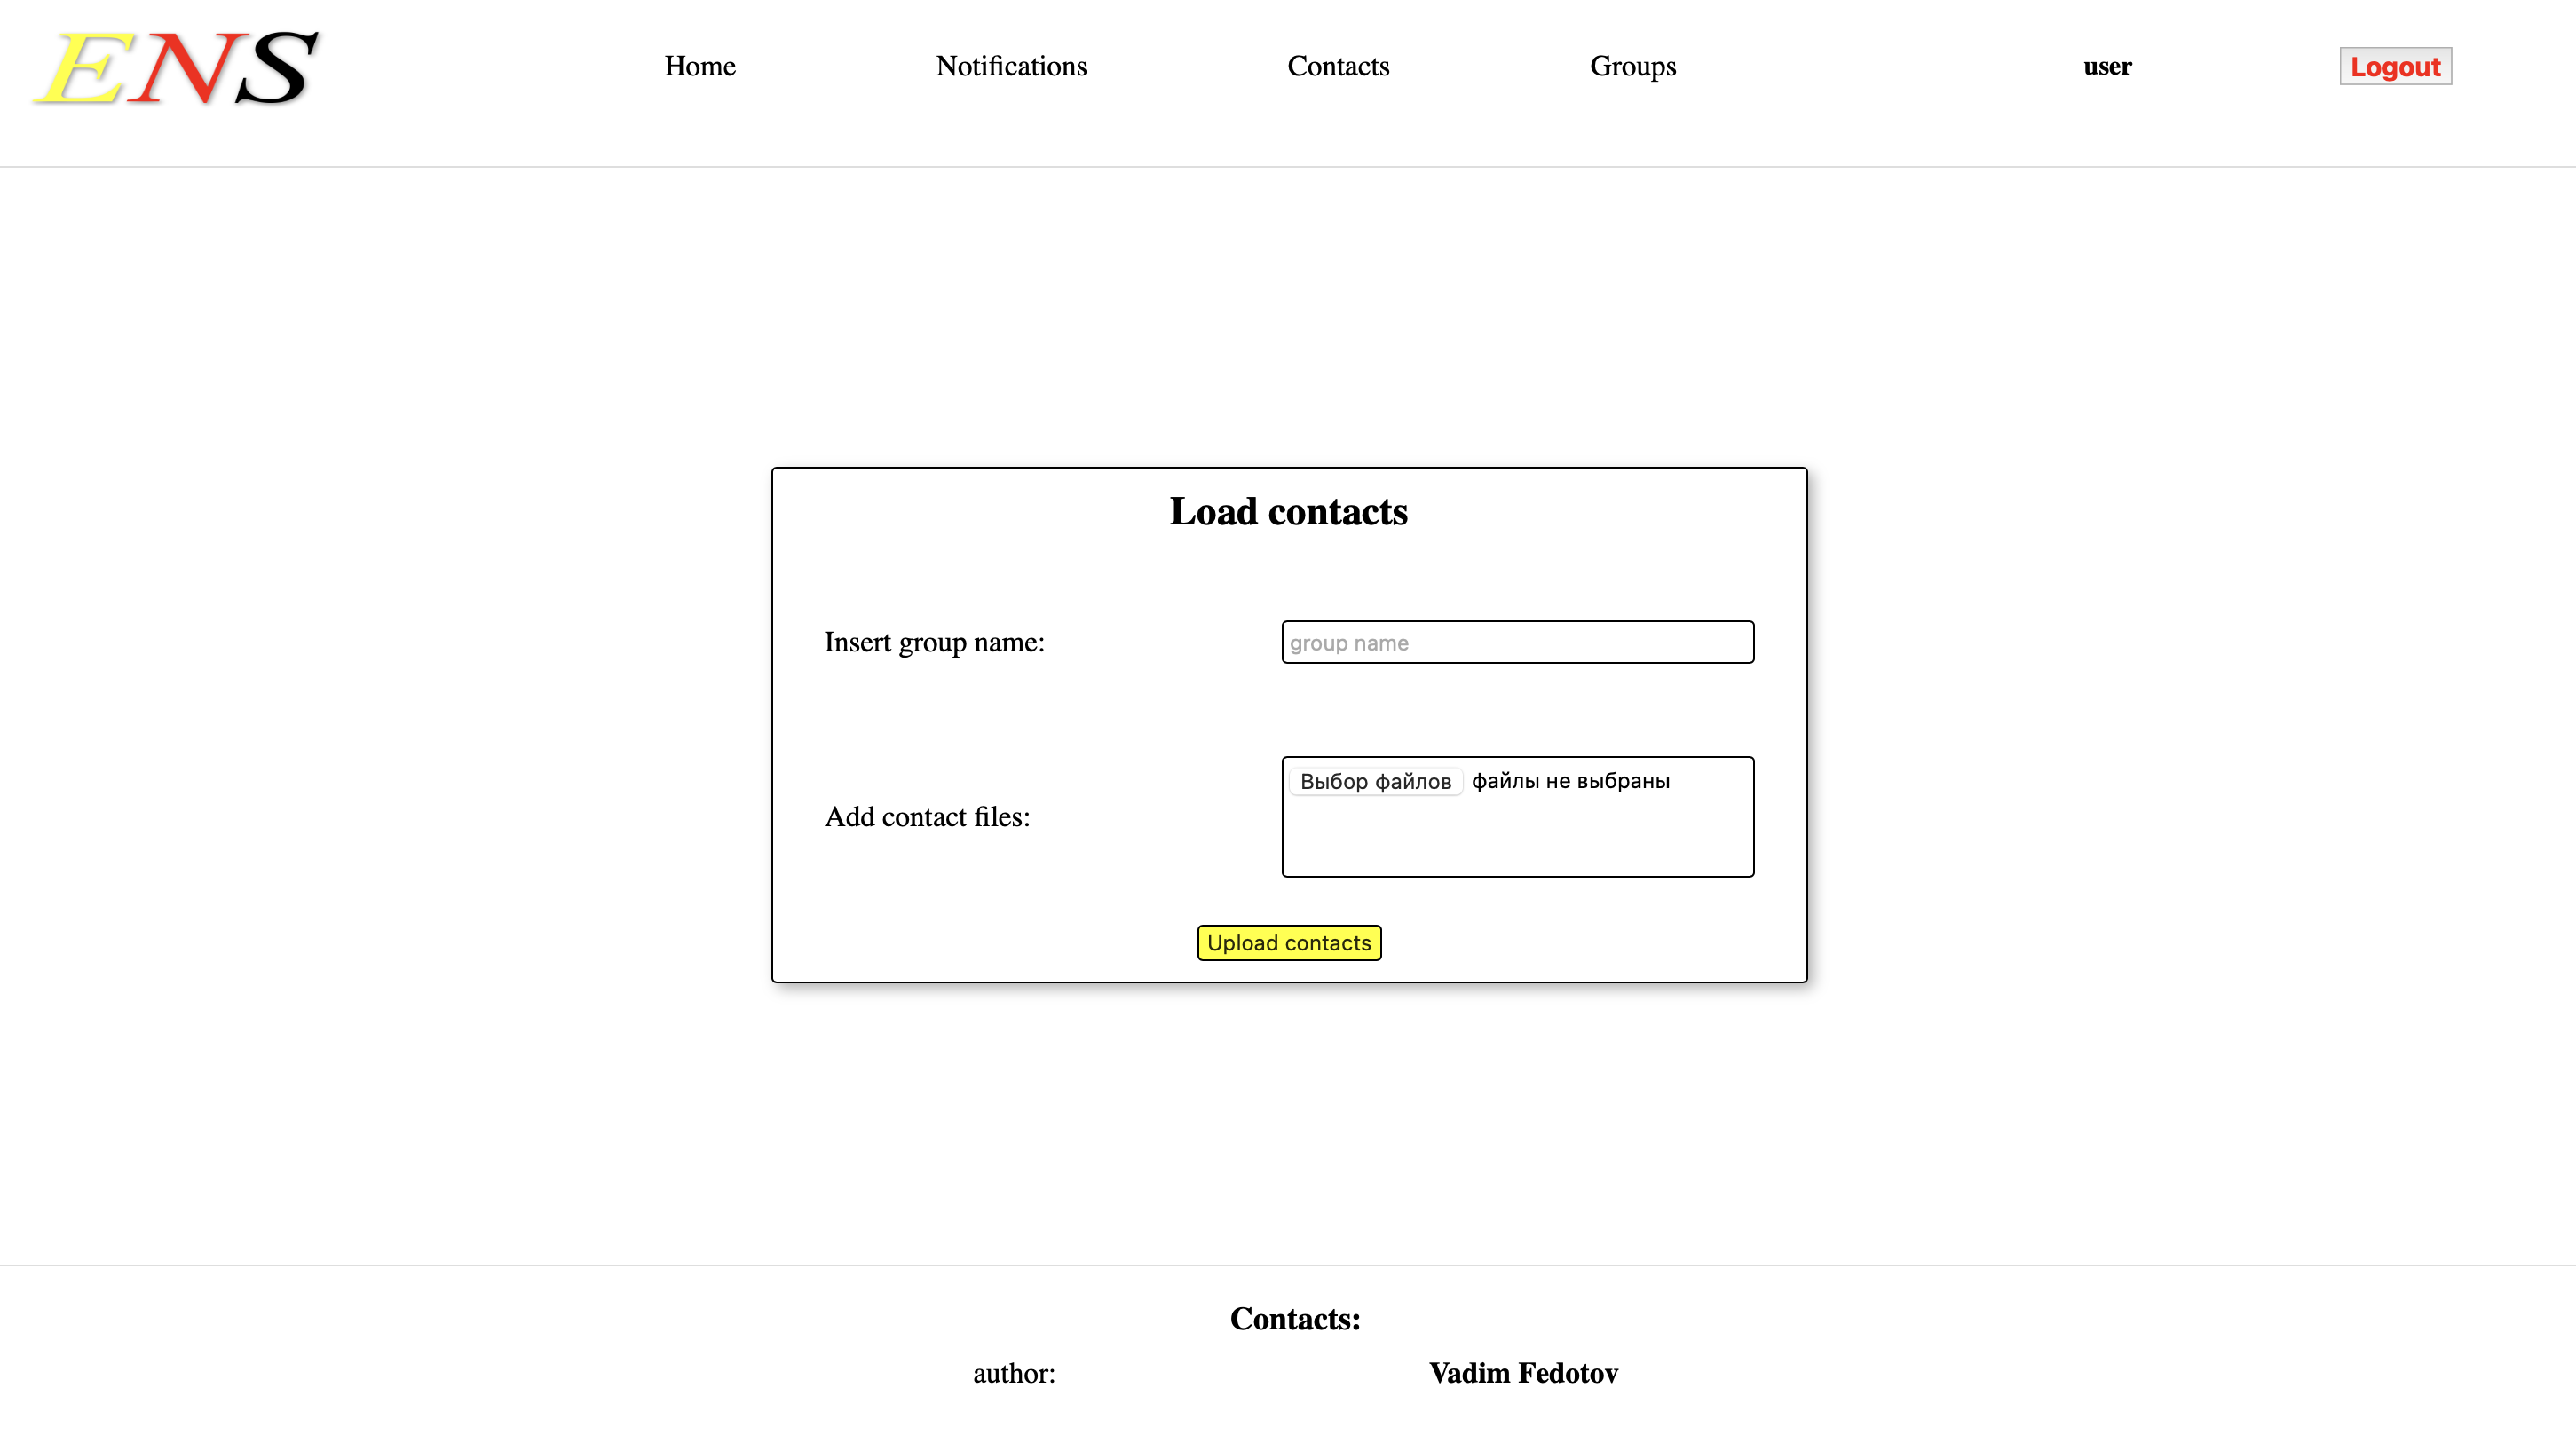 ENS
Home Notifications Contacts Groups user Logout
Load contacts
Insert group name: group name
Add contact files: Выбор файлов файлы не выбраны
Upload contacts
Contacts:
author: Vadim Fedotov